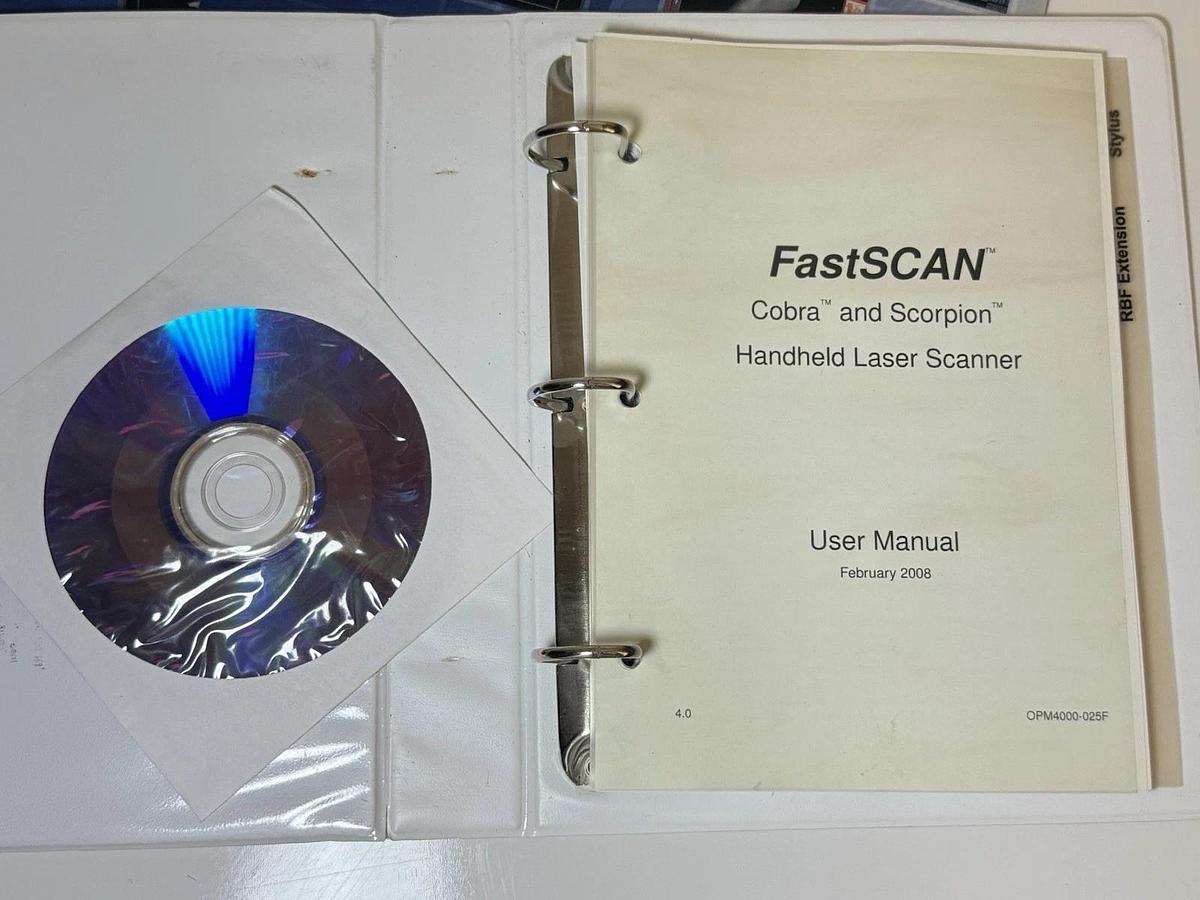 FastSCAN™
Cobra™ and Scorpion™
Handheld Laser Scanner
User Manual
February 2008
4.0
OPM4000-025F
Stylus
RBF Extension